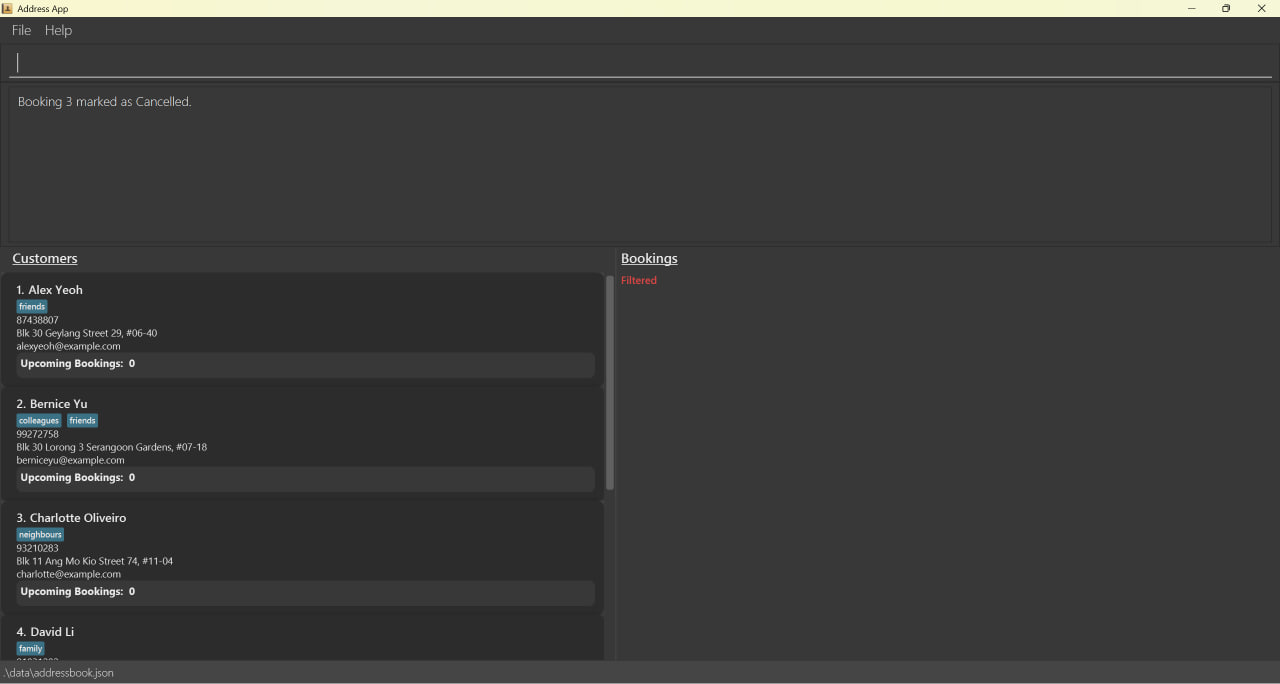 Address App
File Help
Booking 3 marked as Cancelled.
Customers
1. Alex Yeoh
friends
87438807
Blk 30 Geylang Street 29, #06-40
alexyeoh@example.com
Upcoming Bookings: 0
2. Bernice Yu
colleagues friends
99272758
Blk 30 Lorong 3 Serangoon Gardens, #07-18
berniceyu@example.com
Upcoming Bookings: 0
3. Charlotte Oliveiro
neighbours
93210283
Blk 11 Ang Mo Kio Street 74, #11-04
charlotte@example.com
Upcoming Bookings: 0
4. David Li
family
Bookings
Filtered
.\data\addressbook.json